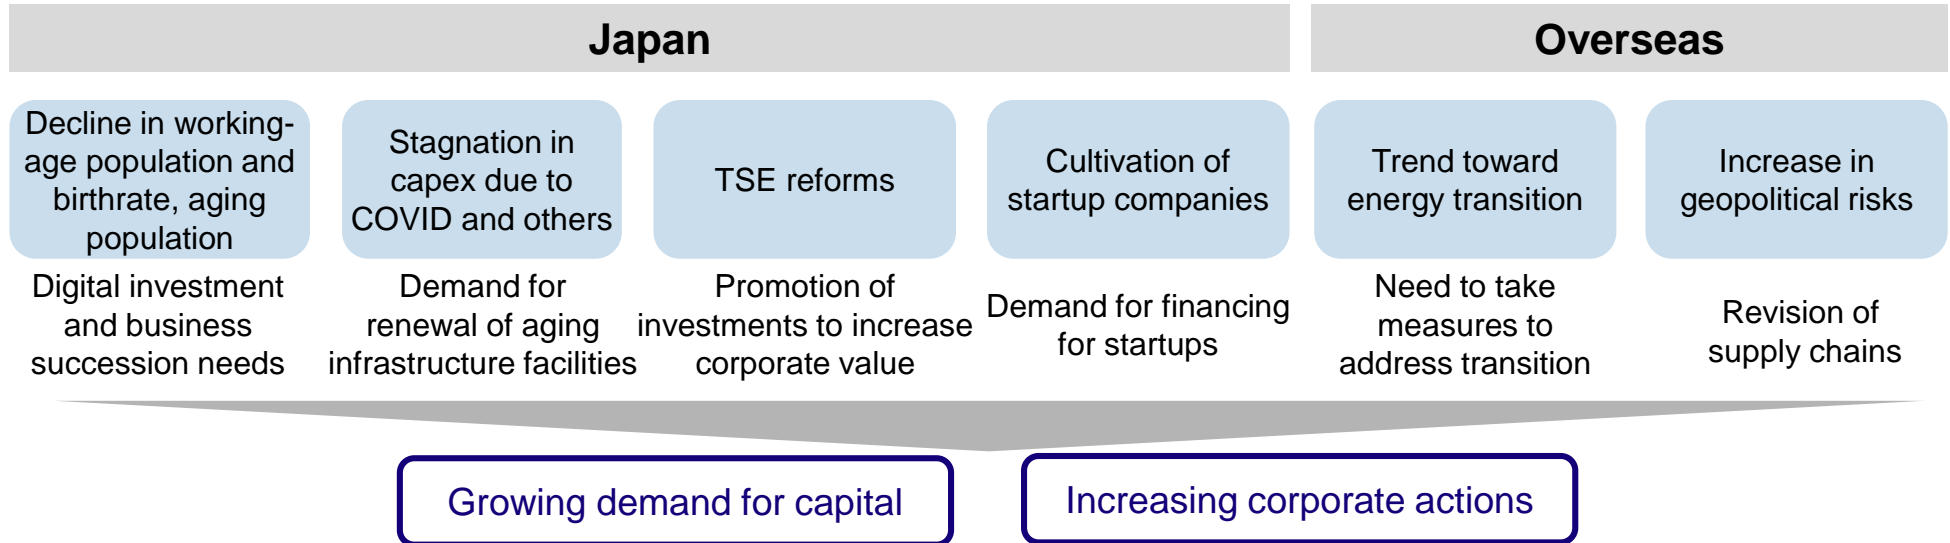 Japan
Overseas
Decline in working-
age population and
birthrate, aging
population
Stagnation in
capex due to
COVID and others
TSE reforms
Cultivation of
startup companies
Trend toward
energy transition
Increase in
geopolitical risks
Digital investment
and business
succession needs
Demand for
renewal of aging
infrastructure facilities
Promotion of
investments to increase
corporate value
Demand for financing
for startups
Need to take
measures to
address transition
Revision of
supply chains
Growing demand for capital
Increasing corporate actions